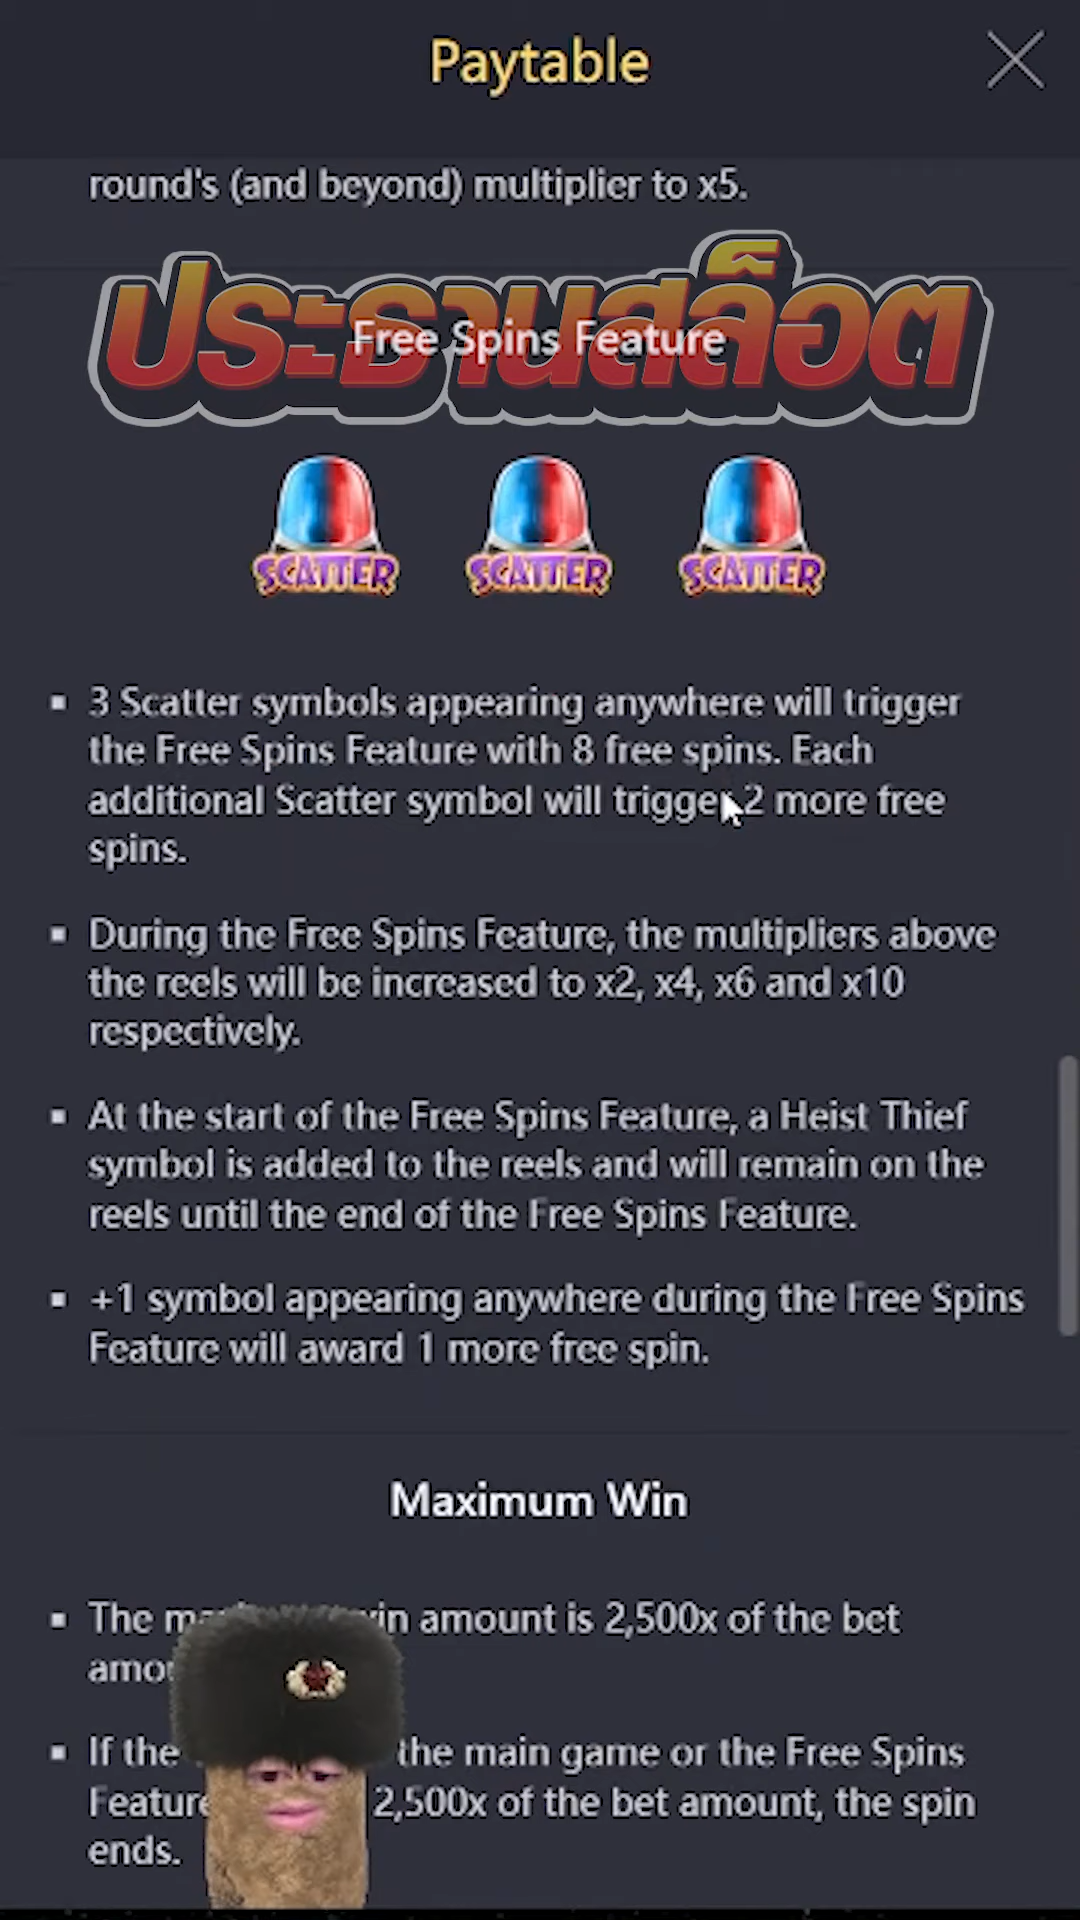 Paytable
round's (and beyond) multiplier to x5.
ประธานสล็อต
Free Spins Feature
SCATTER SCATTER SCATTER
▪ 3 Scatter symbols appearing anywhere will trigger
the Free Spins Feature with 8 free spins. Each
additional Scatter symbol will trigger 2 more free
spins.
▪ During the Free Spins Feature, the multipliers above
the reels will be increased to x2, x4, x6 and x10
respectively.
▪ At the start of the Free Spins Feature, a Heist Thief
symbol is added to the reels and will remain on the
reels until the end of the Free Spins Feature.
▪ +1 symbol appearing anywhere during the Free Spins
Feature will award 1 more free spin.
Maximum Win
▪ The win amount is 2,500x of the bet
▪ If the the main game or the Free Spins
Feature 2,500x of the bet amount, the spin
ends.